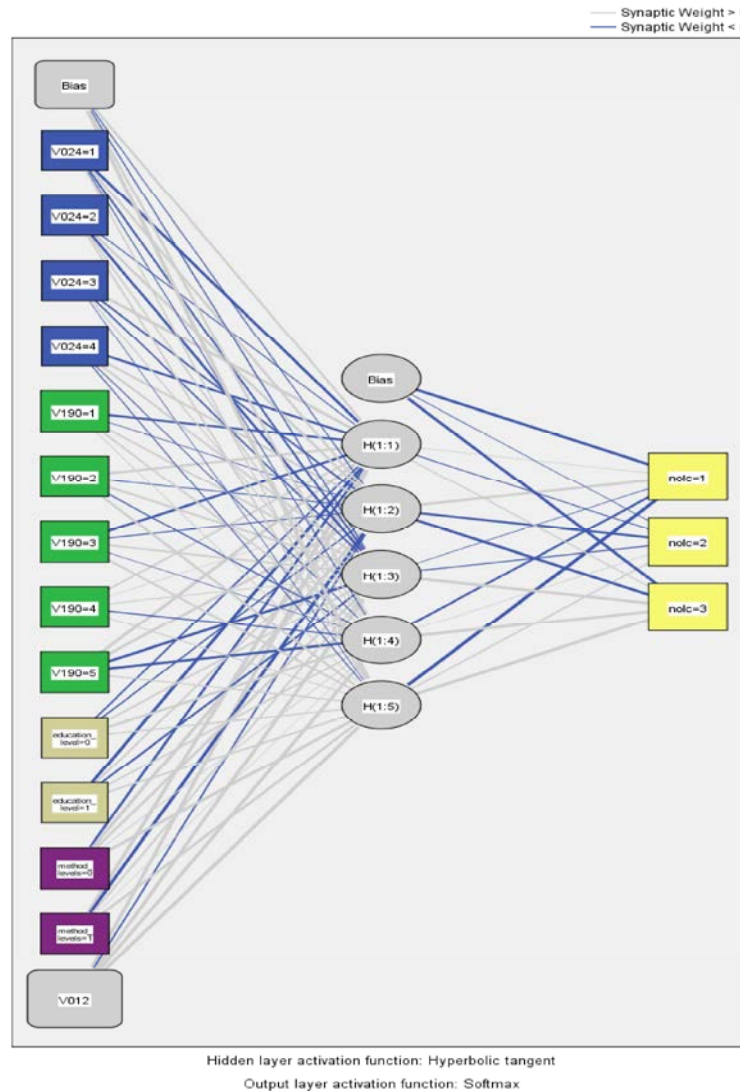 Synaptic Weight >
Synaptic Weight <
Bias
V024=1
V024=2
V024=3
V024=4
V190=1
V190=2
V190=3
V190=4
V190=5
education_
level=0
education_
level=1
method_
levels=0
method_
levels=1
V012
Bias
H(1:1)
H(1:2)
H(1:3)
H(1:4)
H(1:5)
nolc=1
nolc=2
nolc=3
Hidden layer activation function: Hyperbolic tangent
Output layer activation function: Softmax